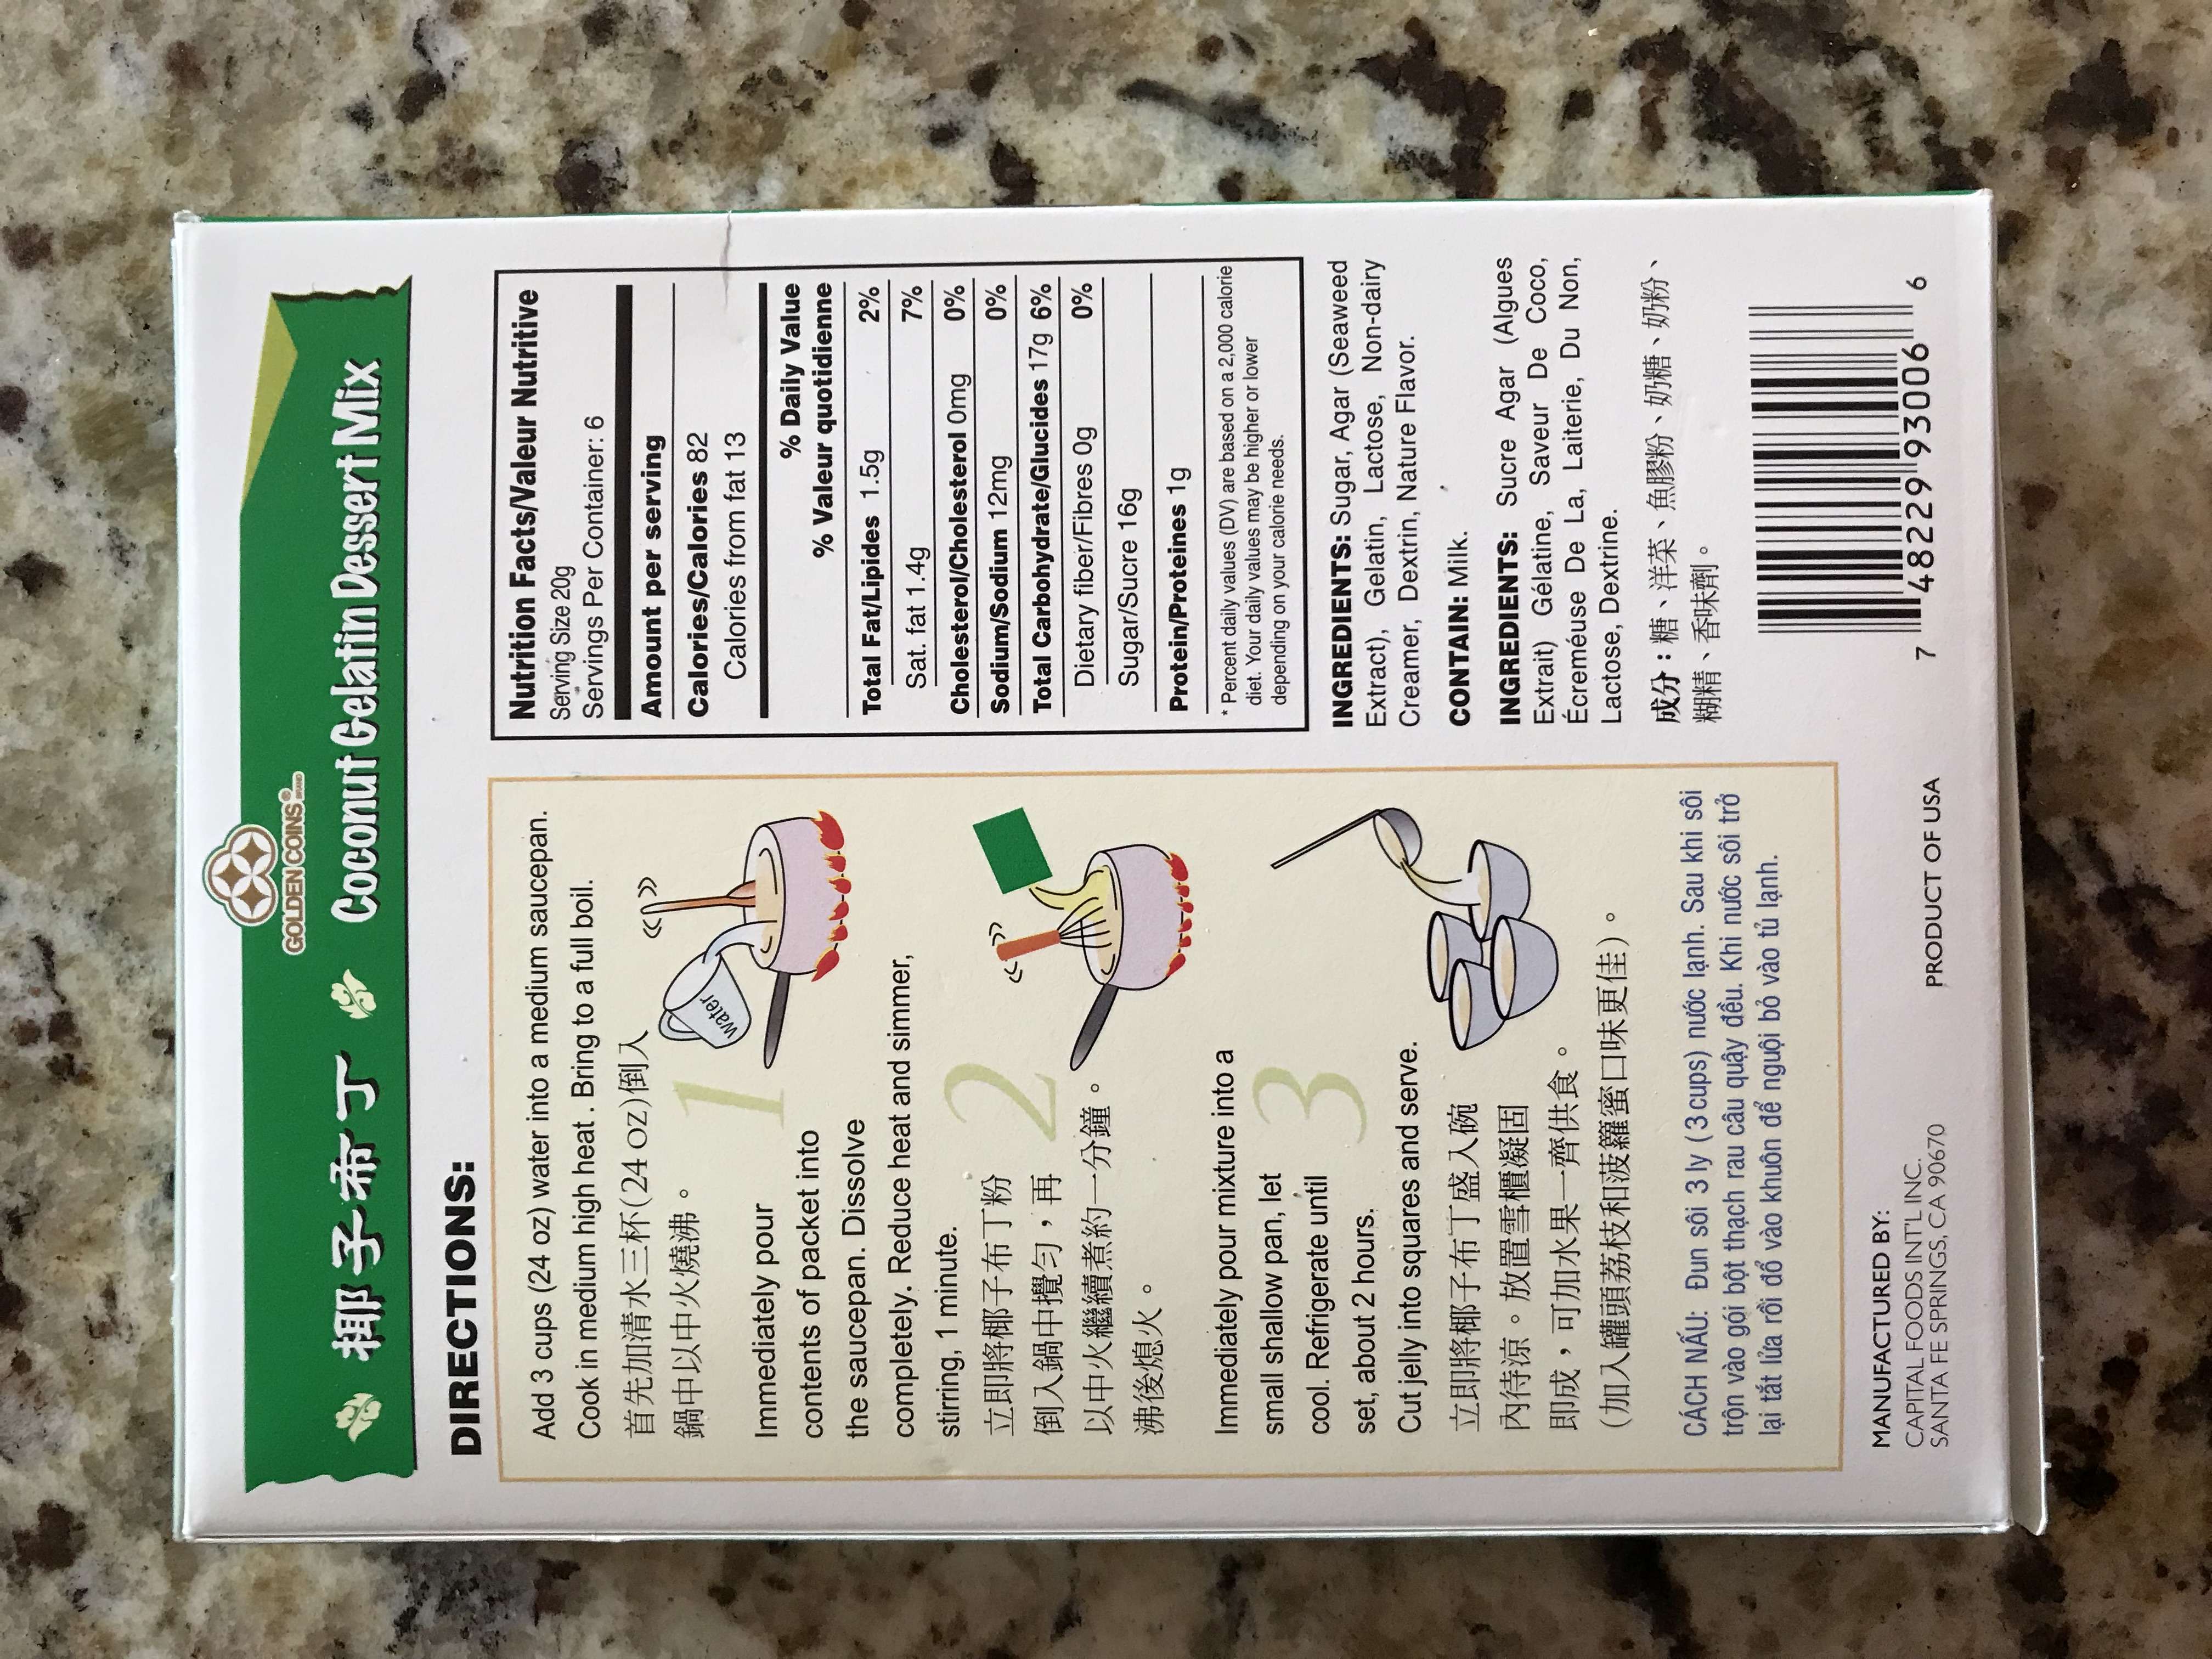 GOLDEN COINS® BRAND
椰子布丁 Coconut Gelatin Dessert Mix
DIRECTIONS:
Add 3 cups (24 oz) water into a medium saucepan.
Cook in medium high heat . Bring to a full boil.
首先加清水三杯(24 oz)倒入
鍋中以中火燒沸。
1
water
Immediately pour
contents of packet into
the saucepan. Dissolve
completely. Reduce heat and simmer,
stirring, 1 minute.
2
立即將椰子布丁粉
倒入鍋中攪勻，再
以中火繼續煮約一分鐘。
沸後熄火。
Immediately pour mixture into a
small shallow pan, let
cool. Refrigerate until
set, about 2 hours.
3
Cut jelly into squares and serve.
立即將椰子布丁盛入碗
內待涼。放置雪櫃凝固
即成，可加水果一齊供食。
(加入罐頭荔枝和菠籮蜜口味更佳)。
CÁCH NẤU: Đun sôi 3 ly (3 cups) nước lạnh. Sau khi sôi
trộn vào gói bột thạch rau câu quậy đều. Khi nước sôi trở
lại tắt lửa rồi đổ vào khuôn để nguội bỏ vào tủ lạnh.
MANUFACTURED BY:
CAPITAL FOODS INT'L INC.
SANTA FE SPRINGS, CA 90670
PRODUCT OF USA
Nutrition Facts/Valeur Nutritive
Serving Size 20g
Servings Per Container: 6
Amount per serving
Calories/Calories 82
Calories from fat 13
% Daily Value
% Valeur quotidienne
Total Fat/Lipides 1.5g 2%
Sat. fat 1.4g 7%
Cholesterol/Cholesterol 0mg 0%
Sodium/Sodium 12mg 0%
Total Carbohydrate/Glucides 17g 6%
Dietary fiber/Fibres 0g 0%
Sugar/Sucre 16g
Protein/Proteines 1g
* Percent daily values (DV) are based on a 2,000 calorie
diet. Your daily values may be higher or lower
depending on your calorie needs.
INGREDIENTS: Sugar, Agar (Seaweed
Extract), Gelatin, Lactose, Non-dairy
Creamer, Dextrin, Nature Flavor.
CONTAIN: Milk.
INGREDIENTS: Sucre Agar (Algues
Extrait) Gélatine, Saveur De Coco,
Écreméuse De La, Laiterie, Du Non,
Lactose, Dextrine.
成分：糖、洋菜、魚膠粉、奶糖、奶粉、
糊精、香味劑。
7 48229 93006 6